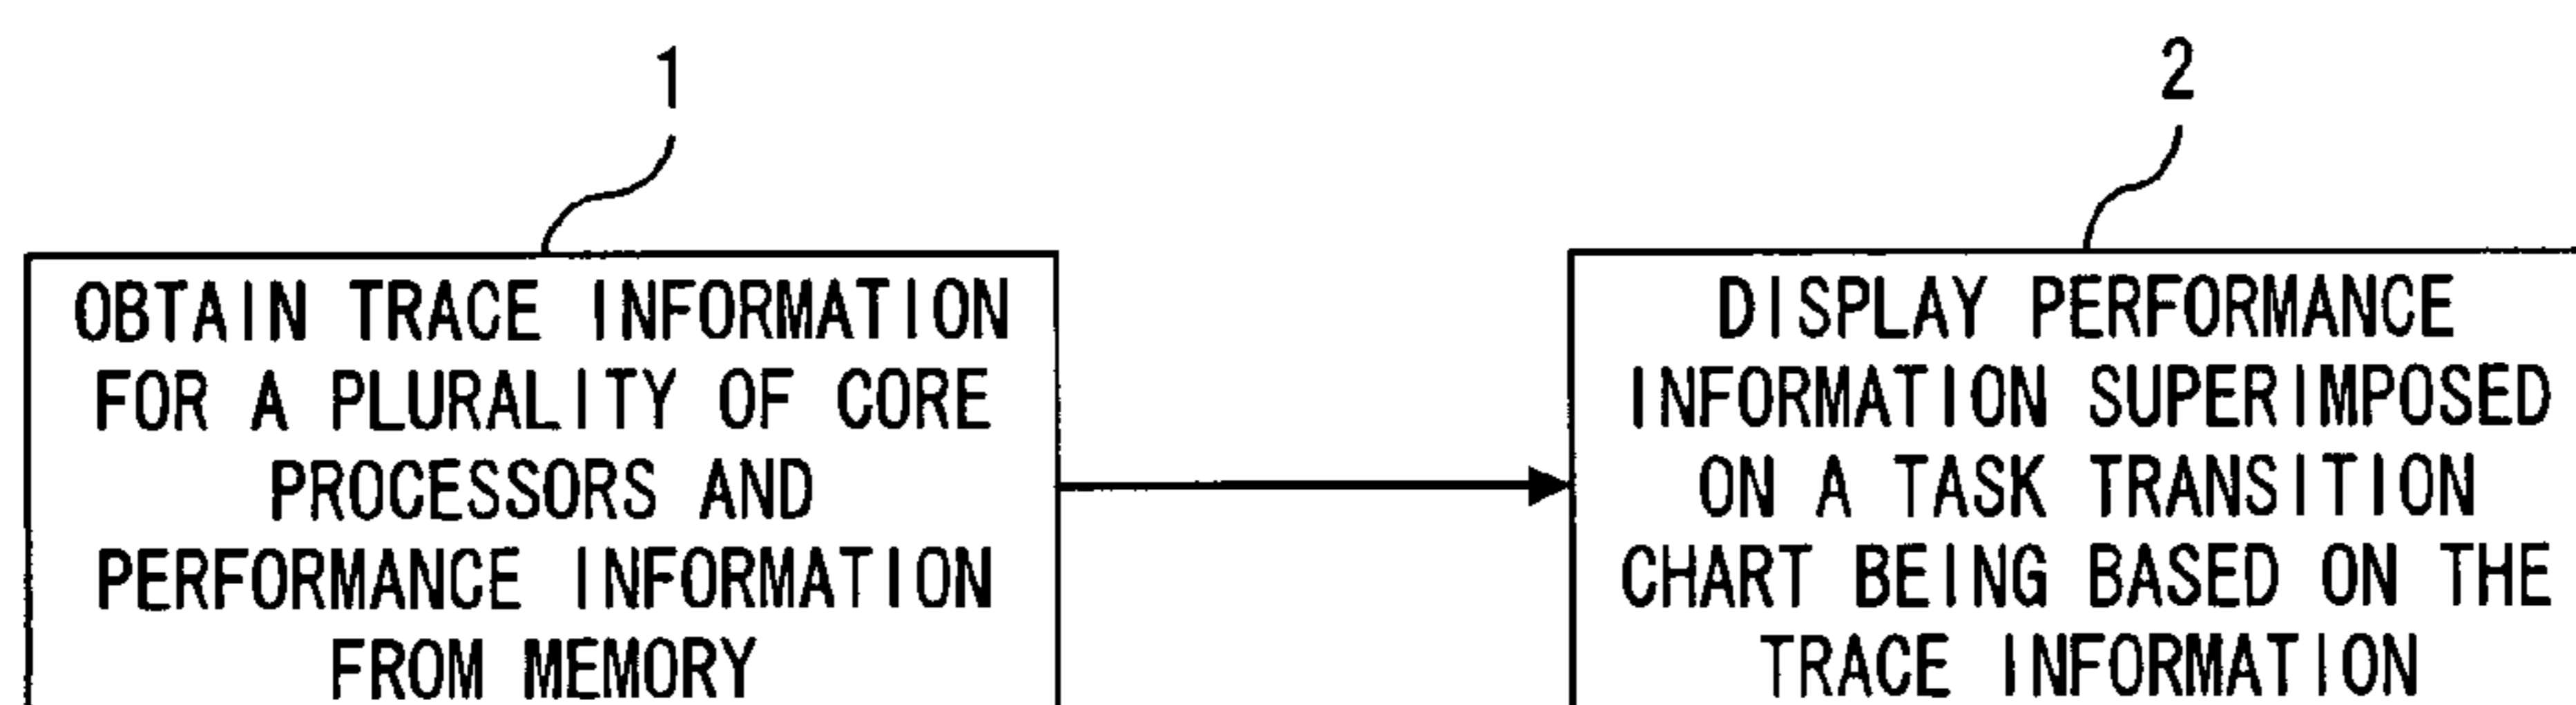 1
OBTAIN TRACE INFORMATION
FOR A PLURALITY OF CORE
PROCESSORS AND
PERFORMANCE INFORMATION
FROM MEMORY
2
DISPLAY PERFORMANCE
INFORMATION SUPERIMPOSED
ON A TASK TRANSITION
CHART BEING BASED ON THE
TRACE INFORMATION